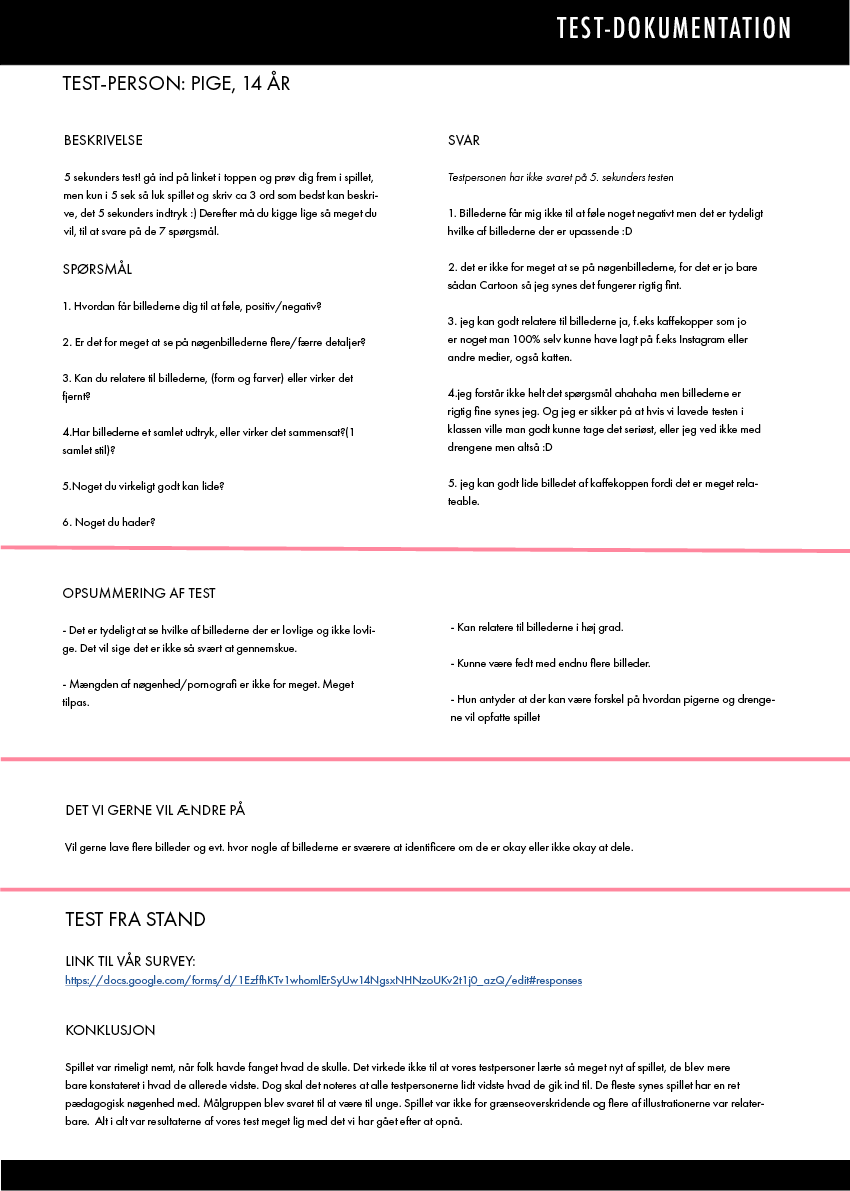 TEST-DOKUMENTATION
TEST-PERSON: PIGE, 14 ÅR
BESKRIVELSE
5 sekunders test! gå ind på linket i toppen og prøv dig frem i spillet,
men kun i 5 sek så luk spillet og skriv ca 3 ord som bedst kan beskri-
ve, det 5 sekunders indtryk :) Derefter må du kigge lige så meget du
vil, til at svare på de 7 spørgsmål.
SPØRSMÅL
1. Hvordan får billederne dig til at føle, positiv/negativ?
2. Er det for meget at se på nøgenbillederne flere/færre detaljer?
3. Kan du relatere til billederne, (form og farver) eller virker det
fjernt?
4.Har billederne et samlet udtryk, eller virker det sammensat?(1
samlet stil)?
5.Noget du virkeligt godt kan lide?
6. Noget du hader?
SVAR
Testpersonen har ikke svaret på 5. sekunders testen
1. Billederne får mig ikke til at føle noget negativt men det er tydeligt
hvilke af billederne der er upassende :D
2. det er ikke for meget at se på nøgenbillederne, for det er jo bare
sådan Cartoon så jeg synes det fungerer rigtig fint.
3. jeg kan godt relatere til billederne ja, f.eks kaffekopper som jo
er noget man 100% selv kunne have lagt på f.eks Instagram eller
andre medier, også katten.
4.jeg forstår ikke helt det spørgsmål ahahaha men billederne er
rigtig fine synes jeg. Og jeg er sikker på at hvis vi lavede testen i
klassen ville man godt kunne tage det seriøst, eller jeg ved ikke med
drengene men altså :D
5. jeg kan godt lide billedet af kaffekoppen fordi det er meget rela-
teable.
OPSUMMERING AF TEST
- Det er tydeligt at se hvilke af billederne der er lovlige og ikke lovli-
ge. Det vil sige det er ikke så svært at gennemskue.
- Mængden af nøgenhed/pornografi er ikke for meget. Meget
tilpas.
- Kan relatere til billederne i høj grad.
- Kunne være fedt med endnu flere billeder.
- Hun antyder at der kan være forskel på hvordan pigerne og drenge-
ne vil opfatte spillet
DET VI GERNE VIL ÆNDRE PÅ
Vil gerne lave flere billeder og evt. hvor nogle af billederne er sværere at identificere om de er okay eller ikke okay at dele.
TEST FRA STAND
LINK TIL VÅR SURVEY:
https://docs.google.com/forms/d/1EzffhKTv1whomlErSyUw14NgsxNHNzoUKv2t1j0_azQ/edit#responses
KONKLUSJON
Spillet var rimeligt nemt, når folk havde fanget hvad de skulle. Det virkede ikke til at vores testpersoner lærte så meget nyt af spillet, de blev mere
bare konstateret i hvad de allerede vidste. Dog skal det noteres at alle testpersonerne lidt vidste hvad de gik ind til. De fleste synes spillet har en ret
pædagogisk nøgenhed med. Målgruppen blev svaret til at være til unge. Spillet var ikke for grænseoverskridende og flere af illustrationerne var relater-
bare.  Alt i alt var resultaterne af vores test meget lig med det vi har gået efter at opnå.